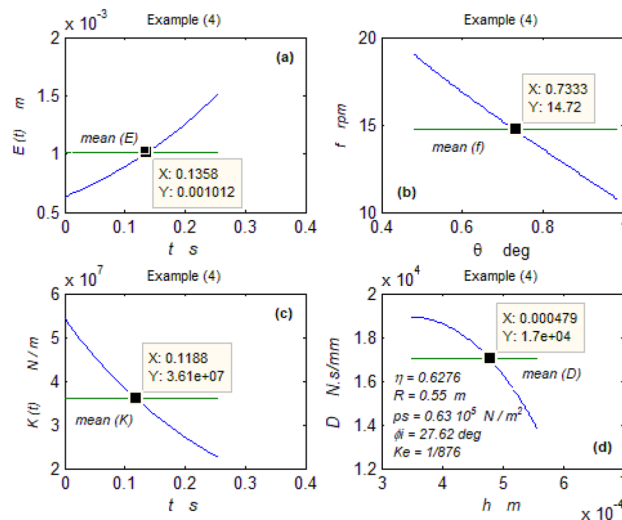 Example (4)
x 10⁻³
2
1.5
1
0.5
0 0.1 0.2 0.3 0.4
E (t) m
t s
(a)
mean (E)
X: 0.1358
Y: 0.001012
Example (4)
20
15
10
0.4 0.6 0.8 1
f rpm
θ deg
X: 0.7333
Y: 14.72
mean (f)
(b)
Example (4)
x 10⁷
6
5
4
3
2
0 0.1 0.2 0.3 0.4
K (t) N / m
t s
(c)
X: 0.1188
Y: 3.61e+07
mean (K)
Example (4)
x 10⁴
2
1.8
1.6
1.4
1.2
3 4 5 6 7
x 10⁻⁴
D N.s/mm
h m
X: 0.000479
Y: 1.7e+04
mean (D)
η = 0.6276
R = 0.55 m
ps = 0.63 10⁵ N / m²
ϕi = 27.62 deg
Ke = 1/876
(d)